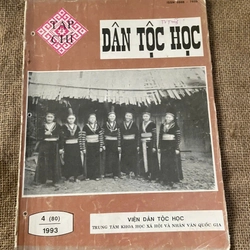 TẠP
CHÍ
DÂN TỘC HỌC
4 (80)
1993
VIỆN DÂN TỘC HỌC
TRUNG TÂM KHOA HỌC XÃ HỘI VÀ NHÂN VĂN QUỐC GIA